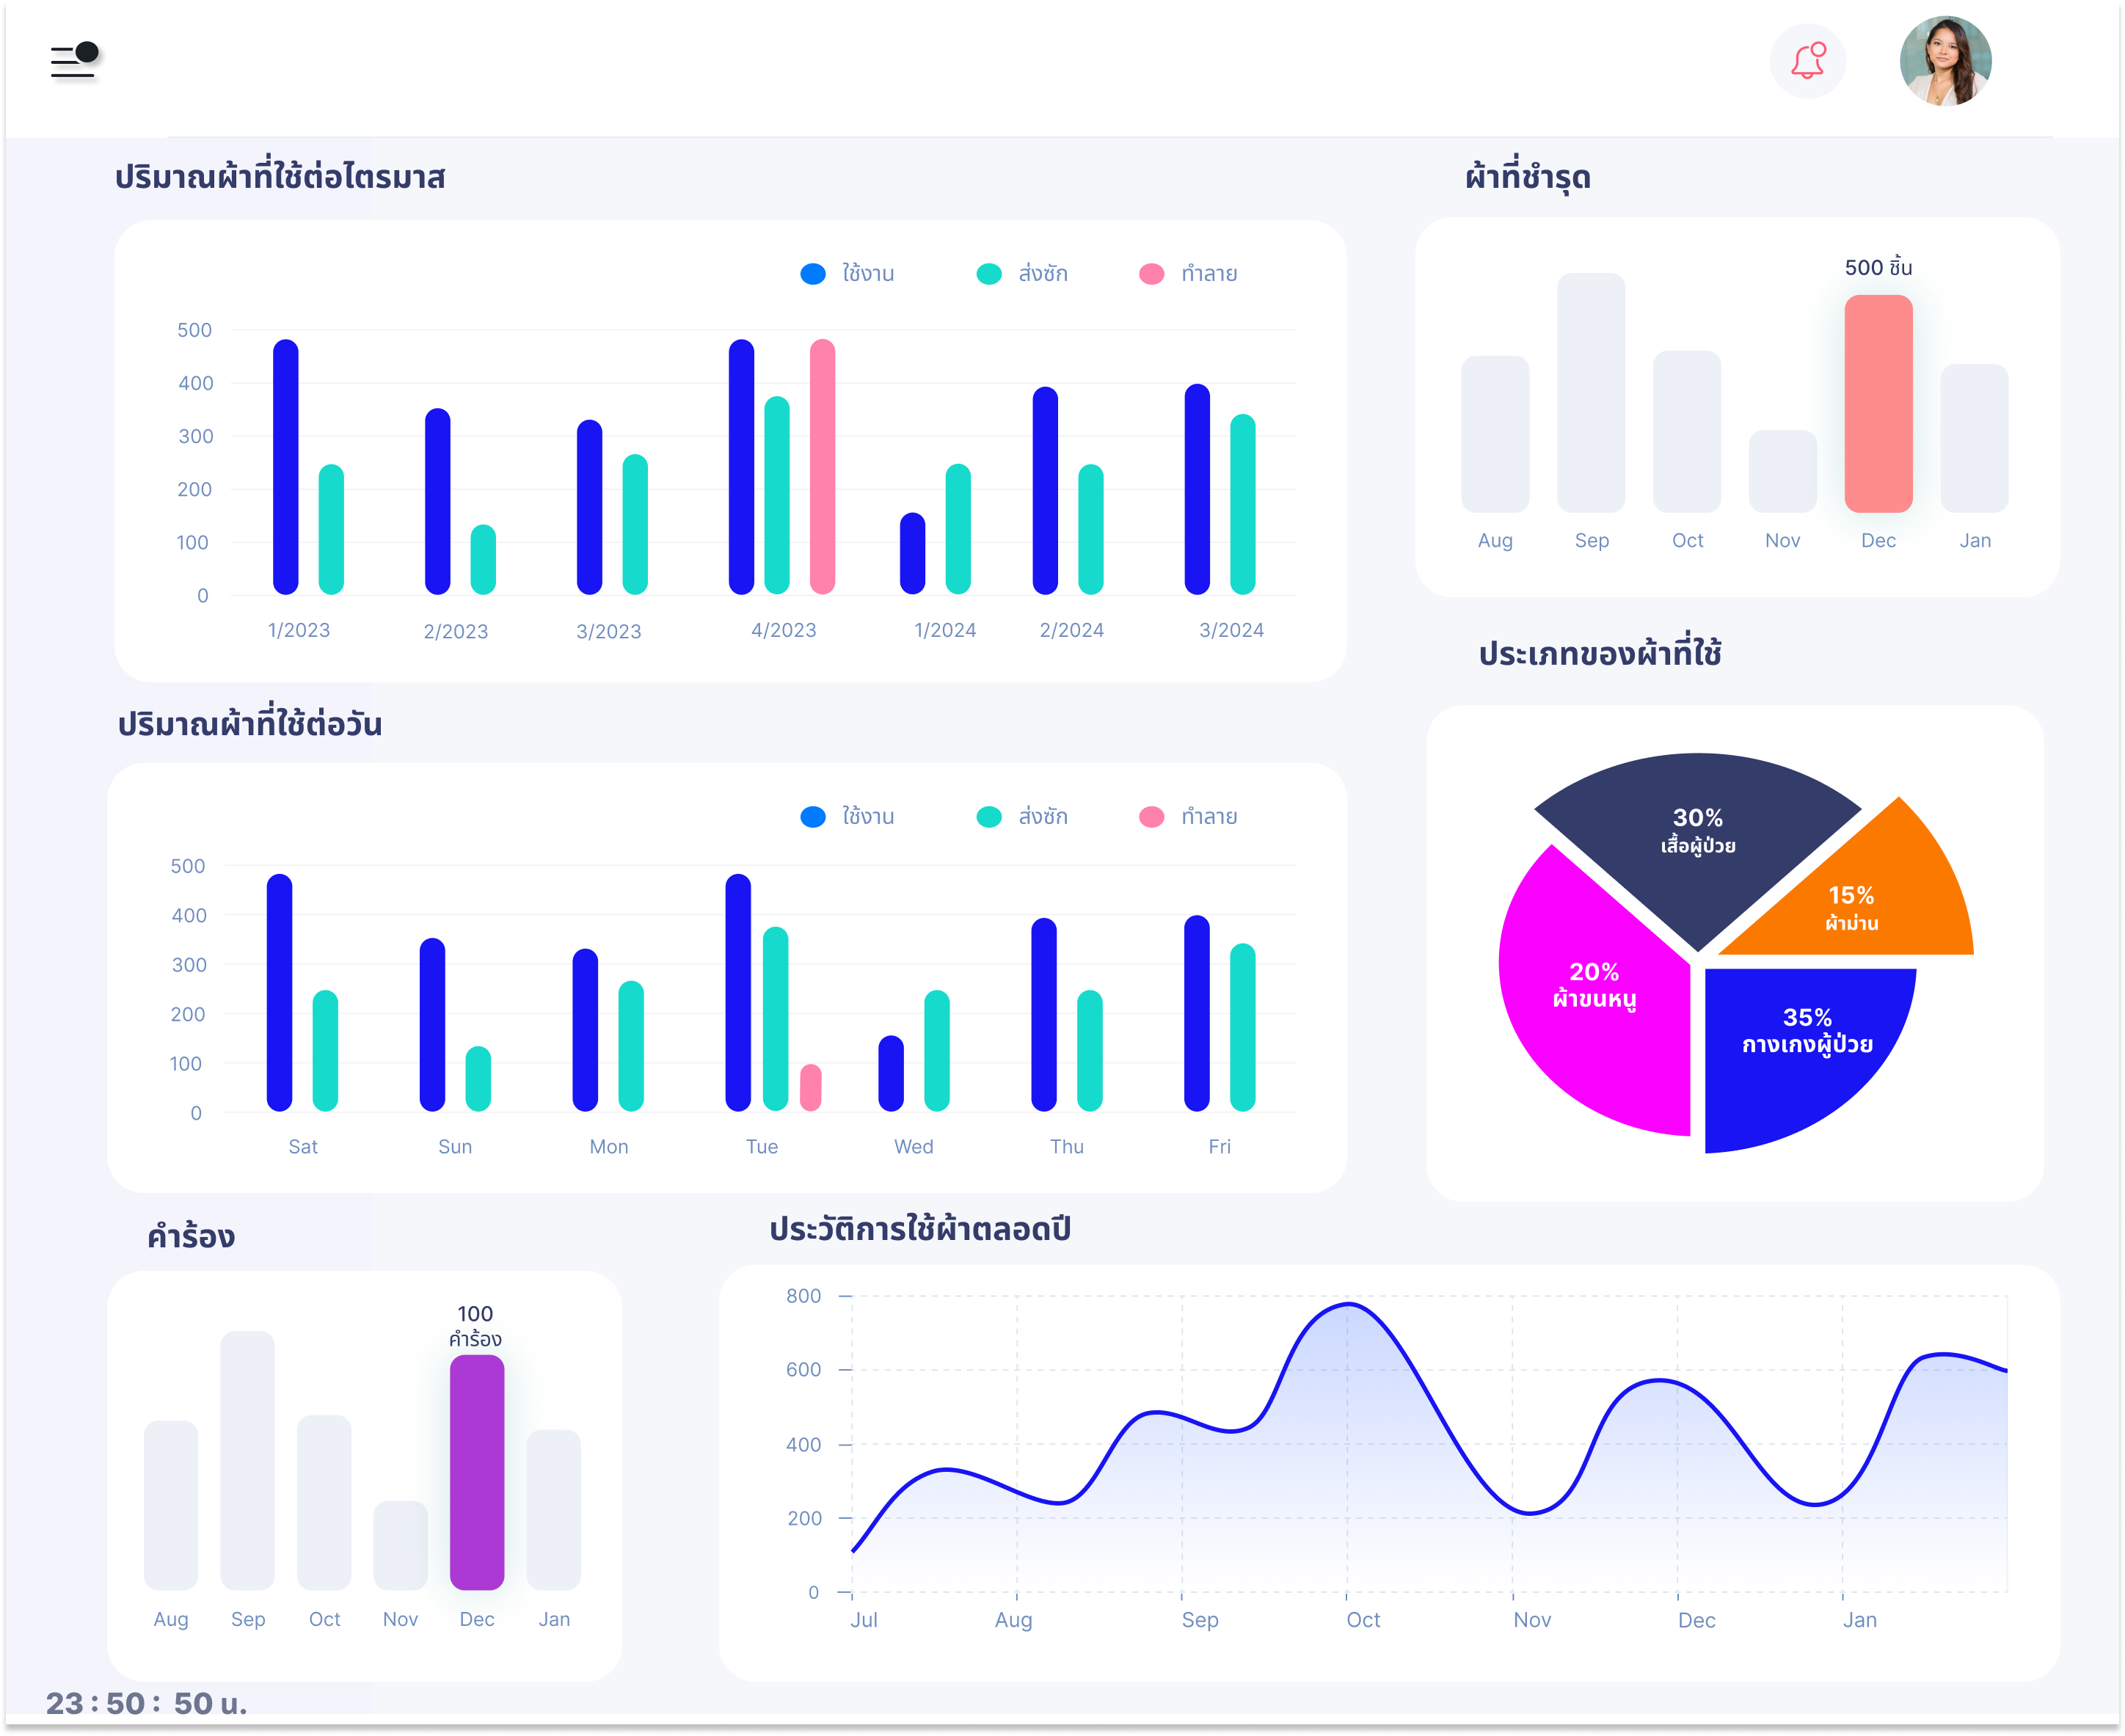 ปริมาณผ้าที่ใช้ต่อไตรมาส
ใช้งาน ส่งซัก ทำลาย
500
400
300
200
100
0
1/2023 2/2023 3/2023 4/2023 1/2024 2/2024 3/2024
ผ้าที่ชำรุด
500 ชิ้น
Aug Sep Oct Nov Dec Jan
ปริมาณผ้าที่ใช้ต่อวัน
ใช้งาน ส่งซัก ทำลาย
500
400
300
200
100
0
Sat Sun Mon Tue Wed Thu Fri
ประเภทของผ้าที่ใช้
30%
เสื้อผู้ป่วย
15%
ผ้าม่าน
20%
ผ้าขนหนู
35%
กางเกงผู้ป่วย
คำร้อง
100
คำร้อง
Aug Sep Oct Nov Dec Jan
ประวัติการใช้ผ้าตลอดปี
800
600
400
200
0
Jul Aug Sep Oct Nov Dec Jan
23 : 50 : 50 น.